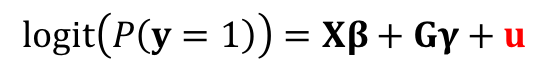 logit(P(𝐲 = 1)) = 𝐗𝛃 + 𝐆𝛄 + 𝐮